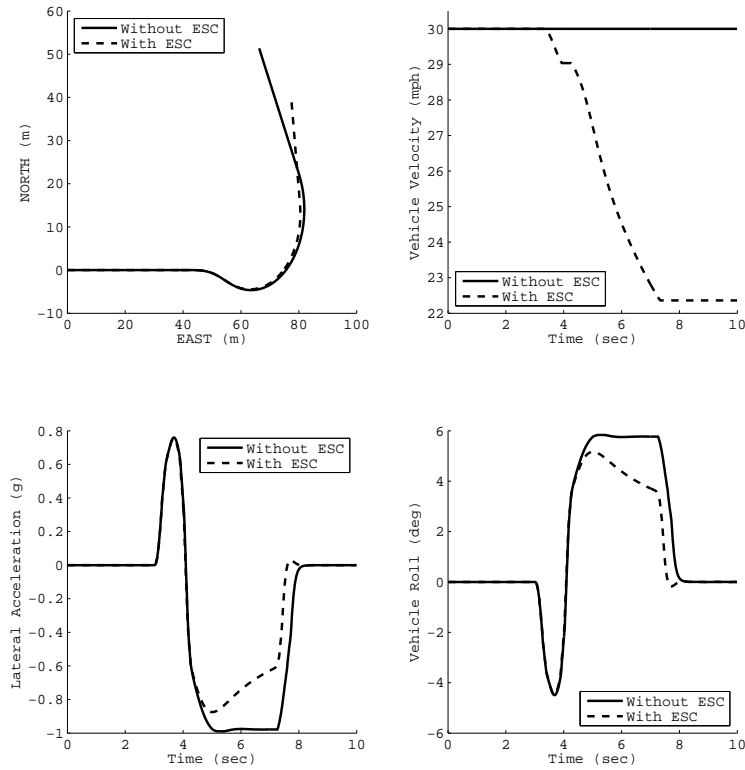 60
50
40
30
20
10
0
−10
NORTH (m)
Without ESC
With ESC
0 20 40 60 80 100
EAST (m)
30
29
28
27
26
25
24
23
22
Vehicle Velocity (mph)
Without ESC
With ESC
0 2 4 6 8 10
Time (sec)
0.8
0.6
0.4
0.2
0
−0.2
−0.4
−0.6
−0.8
−1
Lateral Acceleration (g)
Without ESC
With ESC
0 2 4 6 8 10
Time (sec)
6
4
2
0
−2
−4
−6
Vehicle Roll (deg)
Without ESC
With ESC
0 2 4 6 8 10
Time (sec)